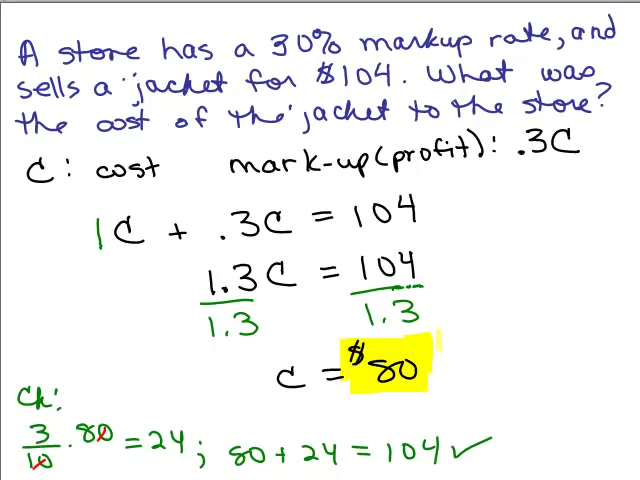 A store has a 30% markup rate, and
sells a jacket for $104. What was
the cost of the jacket to the store?
C: cost mark-up (profit): .3C
1C + .3C = 104
1.3C = 104
1.3 1.3
C = $80
Ch:
3/10 · 80 = 24; 80 + 24 = 104 ✓